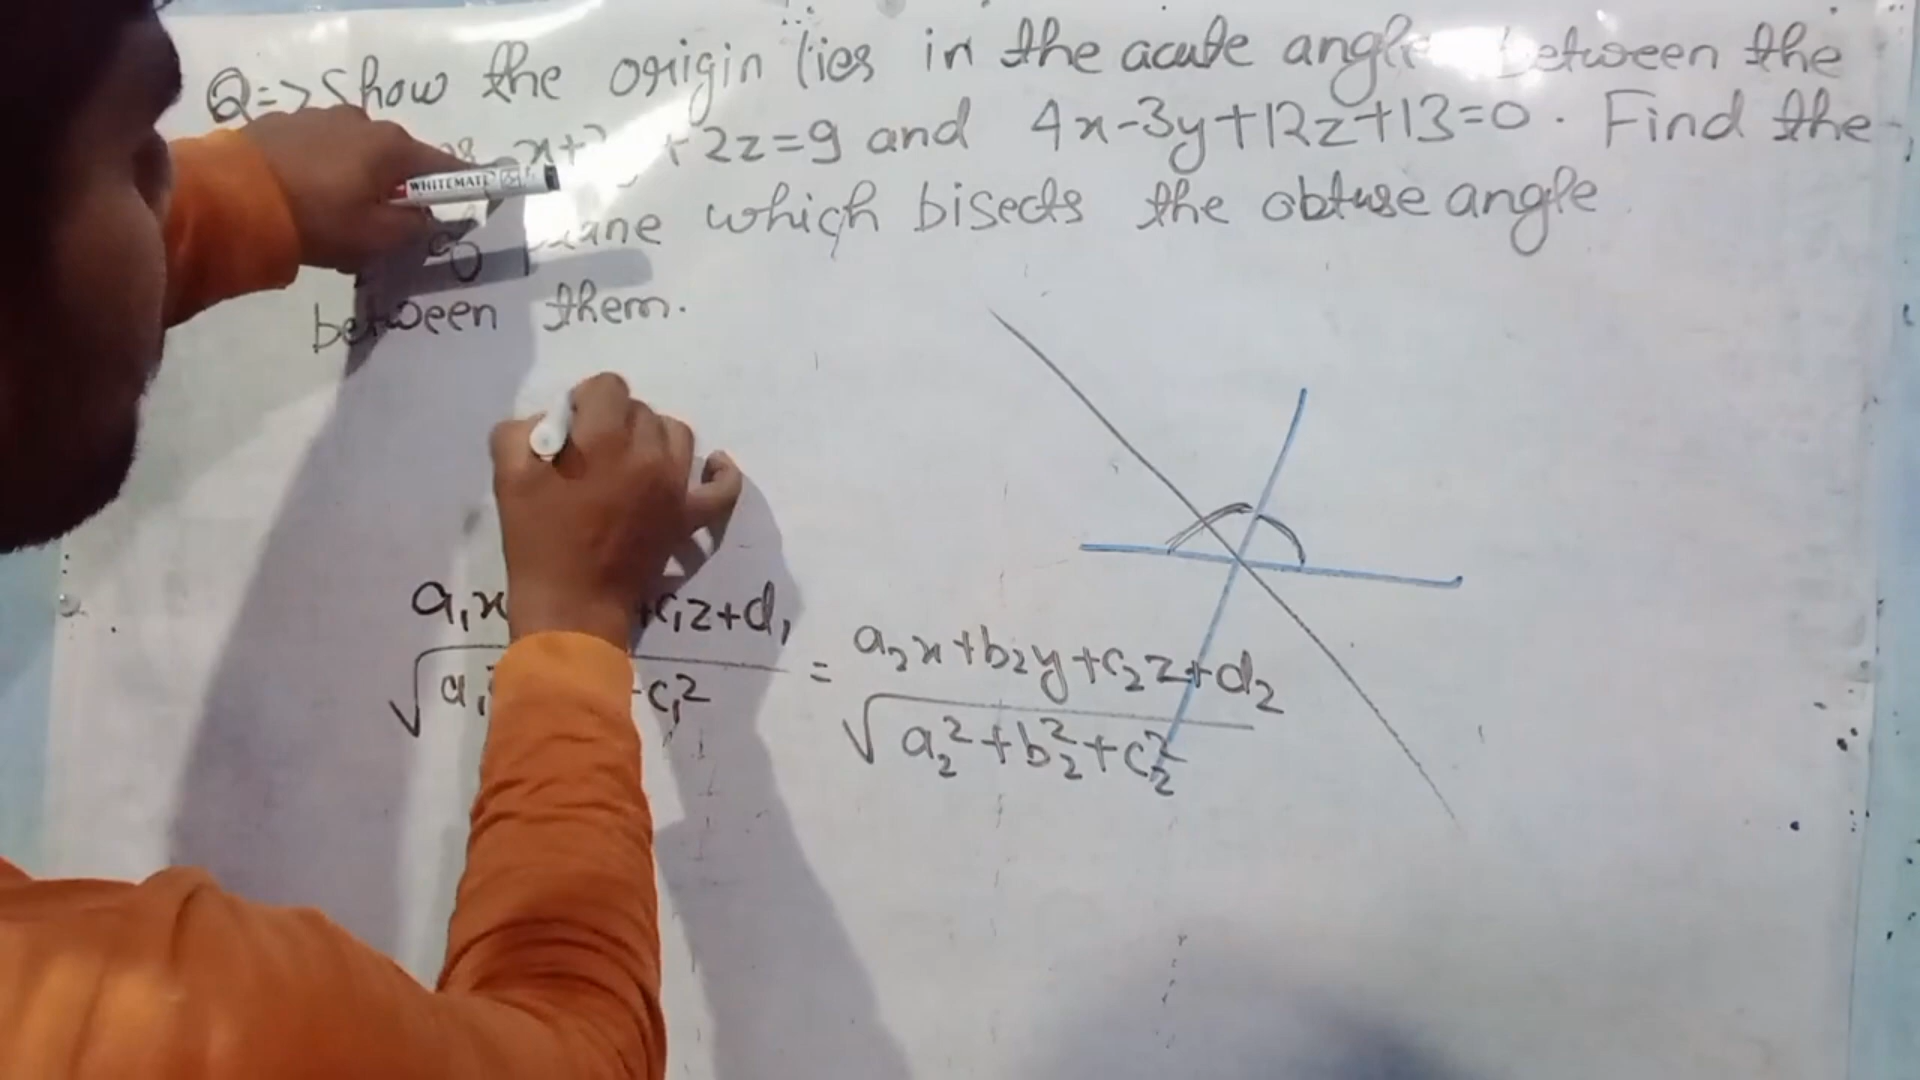 Q=> Show the origin lies in the acute angle between the
x+ +2z=9 and 4x-3y+12z+13=0. Find the
WHITEMATE
plane which bisects the obtuse angle
between them.
a₁x +c₁z+d₁ = a₂x+b₂y+c₂z+d₂
√a₁ c₁² √a₂²+b₂²+c₂²